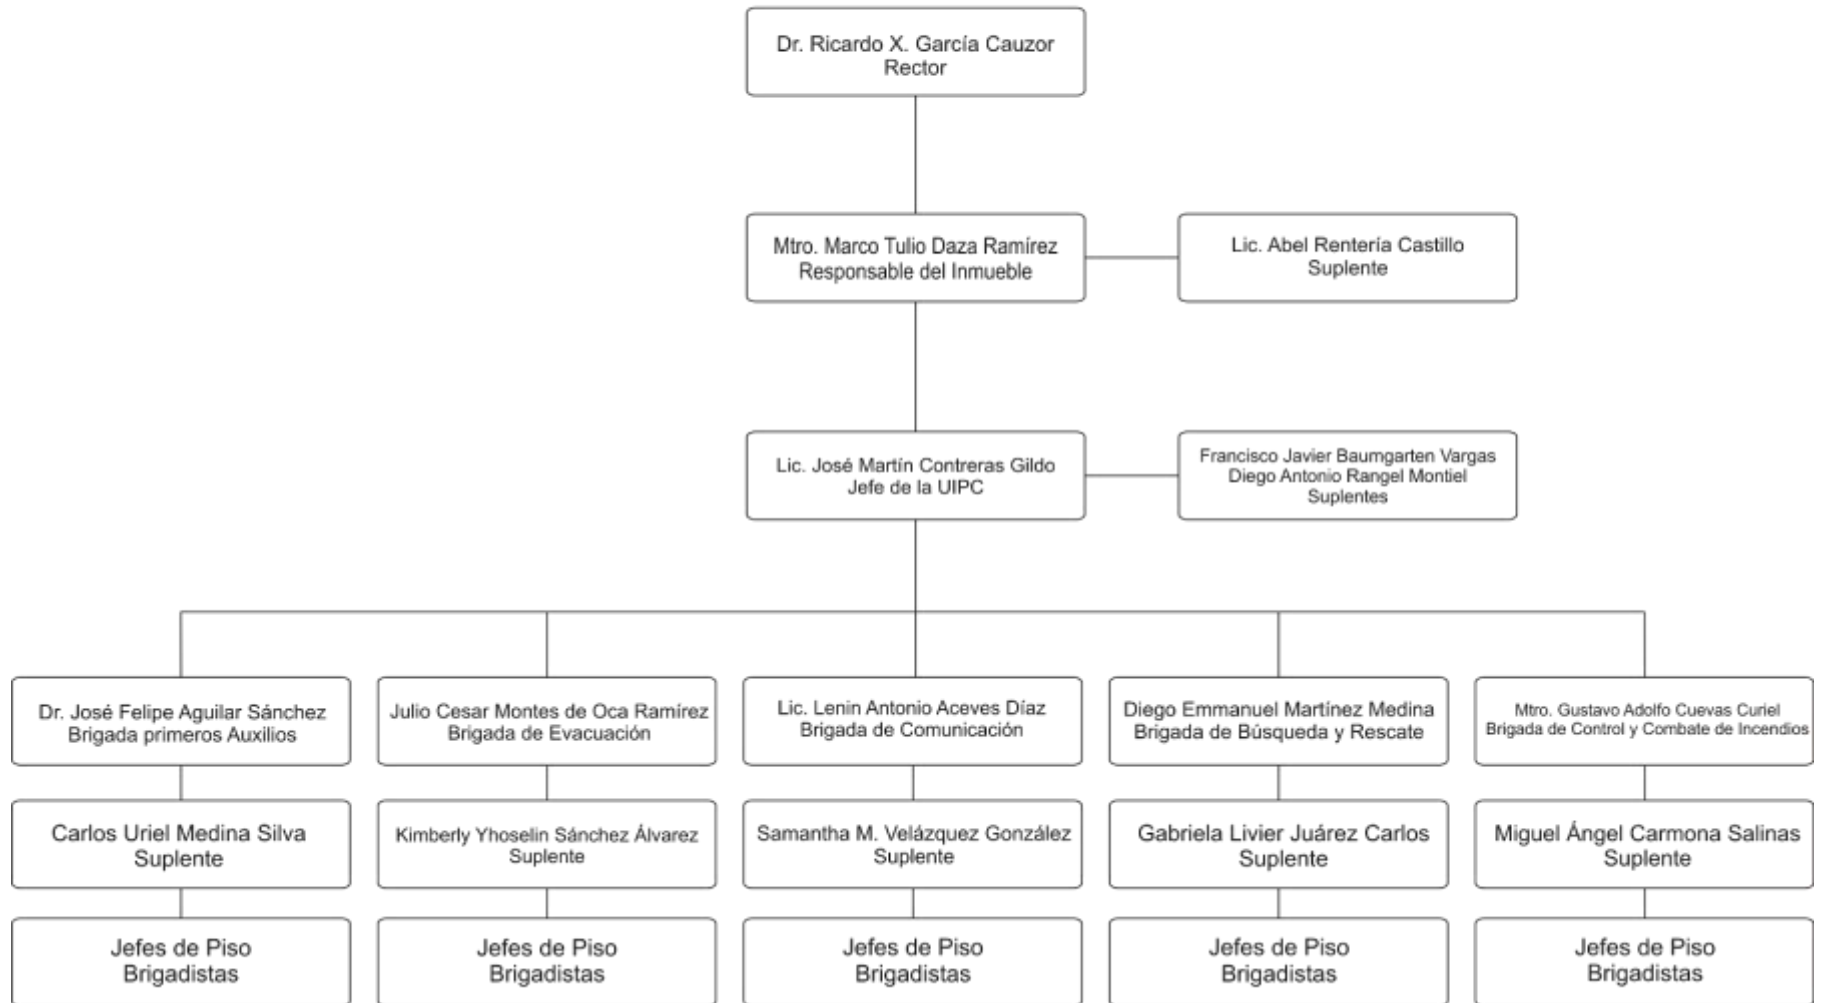 Dr. Ricardo X. García Cauzor
Rector
Mtro. Marco Tulio Daza Ramírez
Responsable del Inmueble
Lic. Abel Rentería Castillo
Suplente
Lic. José Martín Contreras Gildo
Jefe de la UIPC
Francisco Javier Baumgarten Vargas
Diego Antonio Rangel Montiel
Suplentes
Dr. José Felipe Aguilar Sánchez
Brigada primeros Auxilios
Julio Cesar Montes de Oca Ramírez
Brigada de Evacuación
Lic. Lenin Antonio Aceves Díaz
Brigada de Comunicación
Diego Emmanuel Martínez Medina
Brigada de Búsqueda y Rescate
Mtro. Gustavo Adolfo Cuevas Curiel
Brigada de Control y Combate de Incendios
Carlos Uriel Medina Silva
Suplente
Kimberly Yhoselin Sánchez Álvarez
Suplente
Samantha M. Velázquez González
Suplente
Gabriela Livier Juárez Carlos
Suplente
Miguel Ángel Carmona Salinas
Suplente
Jefes de Piso
Brigadistas
Jefes de Piso
Brigadistas
Jefes de Piso
Brigadistas
Jefes de Piso
Brigadistas
Jefes de Piso
Brigadistas